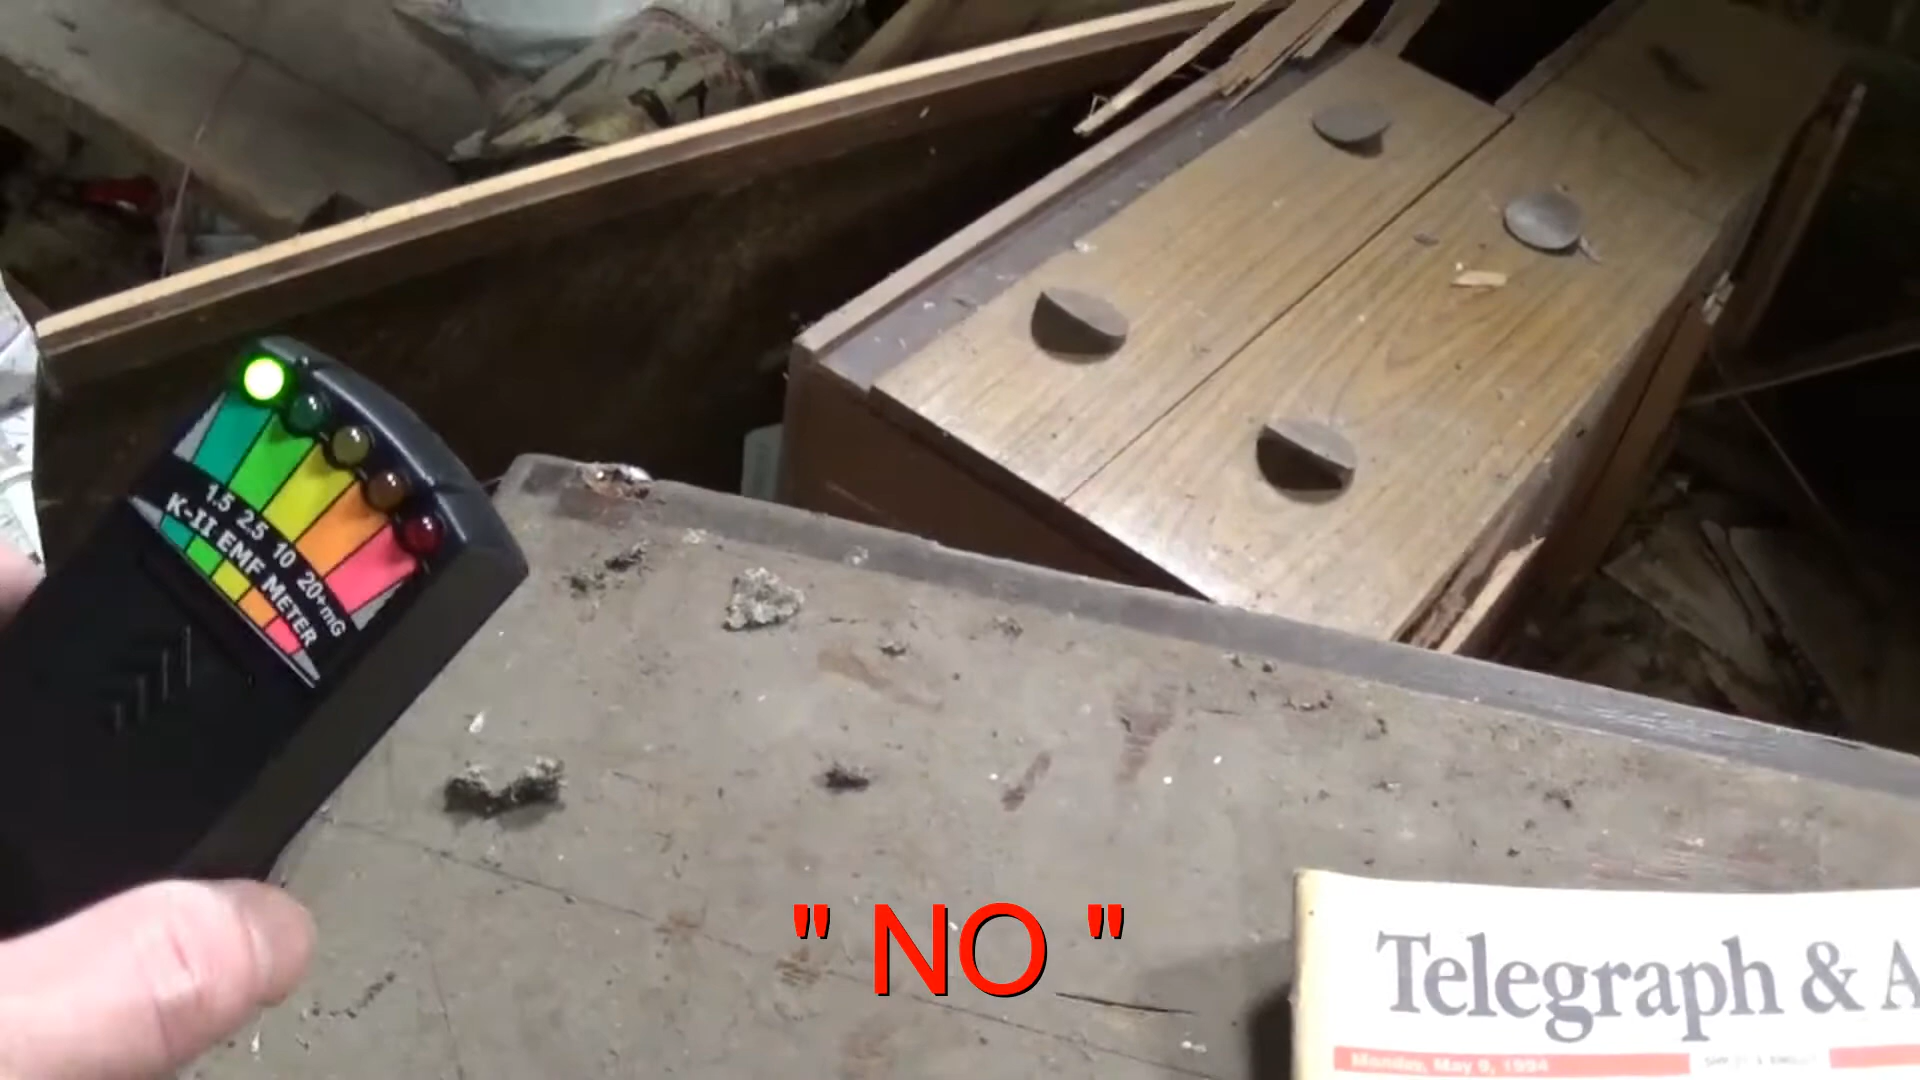 1.5 2.5 10 20+mG
K-II EMF METER
" NO "
Telegraph & A
Monday, May 9, 1994